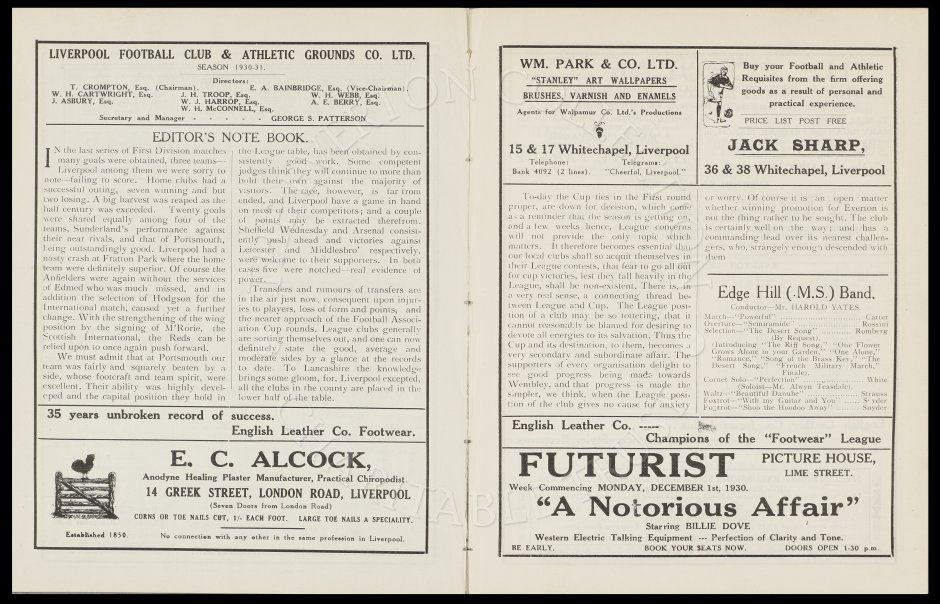 LIVERPOOL FOOTBALL CLUB & ATHLETIC GROUNDS CO. LTD.
SEASON 1930-31.
Directors:
T. CROMPTON, Esq. (Chairman). E. A. BAINBRIDGE, Esq. (Vice-Chairman).
W. H. CARTWRIGHT, Esq. J. H. TROOP, Esq. W. H. WEBB, Esq.
J. ASBURY, Esq. W. J. HARROP, Esq. A. E. BERRY, Esq.
W. H. McCONNELL, Esq.
Secretary and Manager - - - - - GEORGE S. PATTERSON
EDITOR'S NOTE BOOK.
IN the last series of First Division matches
many goals were obtained, three teams—
Liverpool among them we were sorry to
note—failing to score. Home clubs had a
successful outing, seven winning and but
two losing. A big harvest was reaped as the
half century was exceeded. Twenty goals
were shared equally among four of the
teams, Sunderland's performance against
their near rivals, and that of Portsmouth,
being outstandingly good. Liverpool had a
nasty crash at Fratton Park where the home
team were definitely superior. Of course the
Anfielders were again without the services
of Edmed who was much missed, and in
addition the selection of Hodgson for the
International match, caused yet a further
change. With the strengthening of the wing
position by the signing of M'Rorie, the
Scottish International, the Reds can be
relied upon to once again push forward.
We must admit that at Portsmouth our
team was fairly and squarely beaten by a
side, whose footcraft and team spirit, were
excellent. Their ability was highly devel-
oped and the capital position they hold in
the League table, has been obtained by con-
sistently good work. Some competent
judges think they will continue to more than
hold their own against the majority of
visitors. The race, however, is far from
ended, and Liverpool have a game in hand
on most of their competitors; and a couple
of points may be extracted therefrom.
Sheffield Wednesday and Arsenal consist-
ently push ahead and victories against
Leicester and Middlesbro' respectively,
were welcome to their supporters. In both
cases five were notched—real evidence of
power.
Transfers and rumours of transfers are
in the air just now, consequent upon injur-
ies to players, loss of form and points, and
the nearer approach of the Football Associ-
ation Cup rounds. League clubs generally
are sorting themselves out, and one can now
definitely state the good, average and
moderate sides by a glance at the records
to date. To Lancashire the knowledge
brings some gloom, for, Liverpool excepted,
all the clubs in the county are placed in the
lower half of the table.
35 years unbroken record of success.
English Leather Co. Footwear.
E. C. ALCOCK,
Anodyne Healing Plaster Manufacturer, Practical Chiropodist
14 GREEK STREET, LONDON ROAD, LIVERPOOL
(Seven Doors from London Road)
CORNS OR TOE NAILS CUT, 1/- EACH FOOT. LARGE TOE NAILS A SPECIALITY.
Established 1850. No connection with any other in the same profession in Liverpool.
WM. PARK & CO. LTD.
"STANLEY" ART WALLPAPERS
BRUSHES, VARNISH AND ENAMELS
Agents for Walpamur Co. Ltd.'s Productions
15 & 17 Whitechapel, Liverpool
Telephone: Telegrams:
Bank 4092 (2 lines). "Cheerful, Liverpool."
Buy your Football and Athletic
Requisites from the firm offering
goods as a result of personal and
practical experience.
PRICE LIST POST FREE
JACK SHARP,
36 & 38 Whitechapel, Liverpool
To-day the Cup ties in the First round
proper, are down for decision, which come
as a reminder that the season is getting on,
and a few weeks hence, League concerns
will not provide the only topic which
matters. It therefore becomes essential that
our local clubs shall so acquit themselves in
their League contests, that fear to go all out
for cup victories, lest they fall heavily in the
League, shall be non-existent. There is, in
a very real sense, a connecting thread be-
tween League and Cup. The League posi-
tion of a club may be so tottering, that it
cannot reasonably be blamed for desiring to
devote all energies to its salvation. Thus the
Cup and its destination, to them, becomes a
very secondary and subordinate affair. The
supporters of every organisation delight to
see good progress being made towards
Wembley, and that progress is made the
simpler, we think, when the League posi-
tion of the club gives no cause for anxiety
or worry. Of course it is an open matter
whether winning promotion for Everton is
not the thing rather to be sought. The club
is certainly well on the way; and has a
commanding lead over its nearest challen-
gers, who, strangely enough descended with
them
Edge Hill (L.M.S.) Band.
Conductor—Mr. HAROLD YATES.
March—"Powerful" Carter
Overture—"Semiramide" Rossini
Selection—"The Desert Song" Romberg
(By Request).
(Introducing "The Riff Song," "One Flower
Grows Alone in your Garden," "One Alone,"
"Romance," "Song of the Brass Key," "The
Desert Song," "French Military March,"
Finale).
Cornet Solo—"Perfection" White
(Soloist—Mr. Alwyn Teasdale).
Waltz—"Beautiful Danube" Strauss
Foxtrot—"With my Guitar and You" Snyder
Foxtrot—"Shoo the Hoodoo Away" Snyder
English Leather Co. -----
Champions of the "Footwear" League
FUTURIST PICTURE HOUSE,
LIME STREET.
Week Commencing MONDAY, DECEMBER 1st, 1930.
"A Notorious Affair"
Starring BILLIE DOVE
Western Electric Talking Equipment --- Perfection of Clarity and Tone.
BE EARLY. BOOK YOUR SEATS NOW. DOORS OPEN 1-30 p.m.